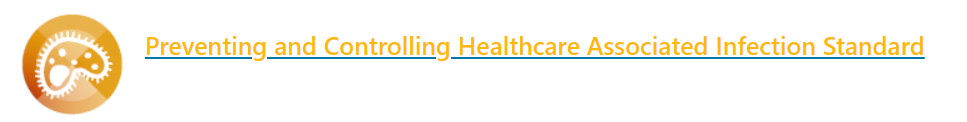 Preventing and Controlling Healthcare Associated Infection Standard